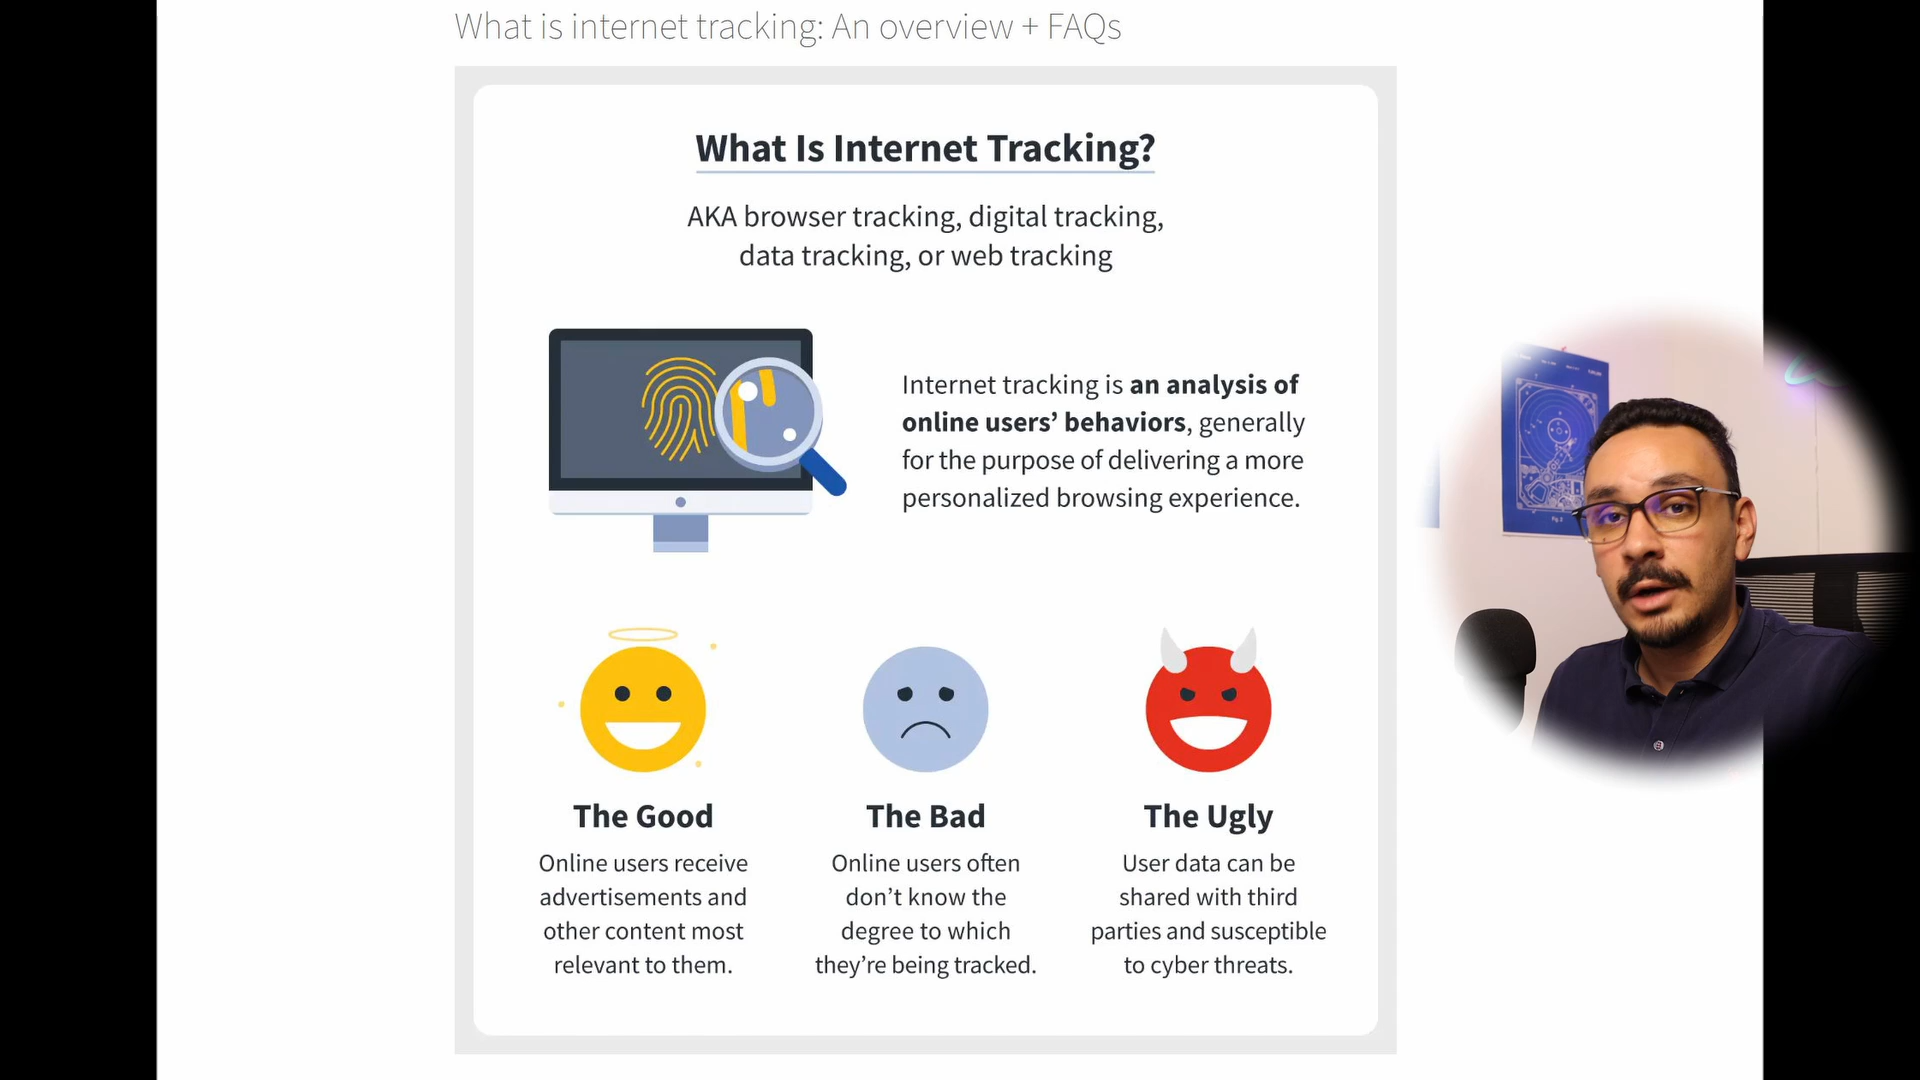 What is internet tracking: An overview + FAQs
What Is Internet Tracking?
AKA browser tracking, digital tracking,
data tracking, or web tracking
Internet tracking is an analysis of
online users’ behaviors, generally
for the purpose of delivering a more
personalized browsing experience.
The Good
Online users receive
advertisements and
other content most
relevant to them.
The Bad
Online users often
don’t know the
degree to which
they’re being tracked.
The Ugly
User data can be
shared with third
parties and susceptible
to cyber threats.